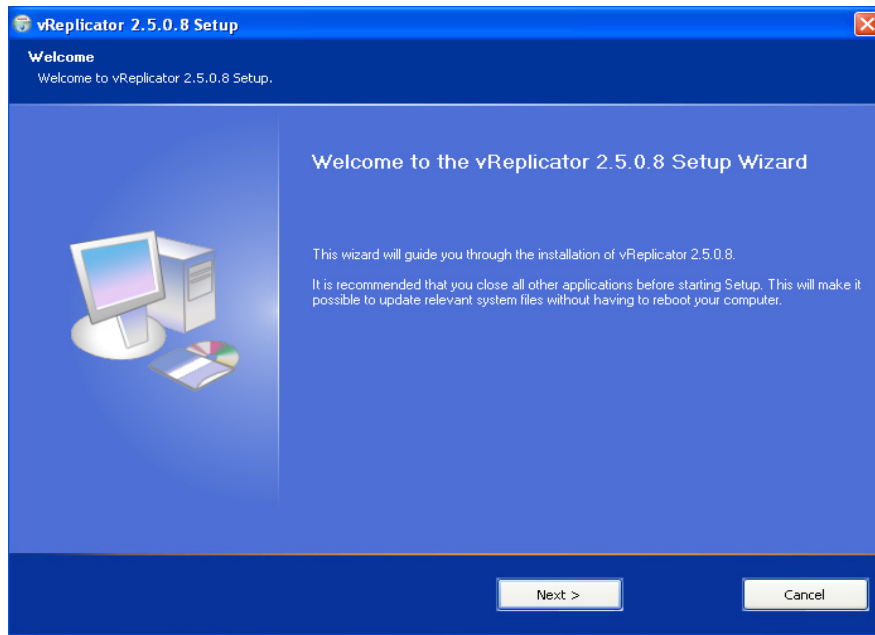 vReplicator 2.5.0.8 Setup
Welcome
Welcome to vReplicator 2.5.0.8 Setup.
Welcome to the vReplicator 2.5.0.8 Setup Wizard
This wizard will guide you through the installation of vReplicator 2.5.0.8.
It is recommended that you close all other applications before starting Setup. This will make it
possible to update relevant system files without having to reboot your computer.
Next >
Cancel